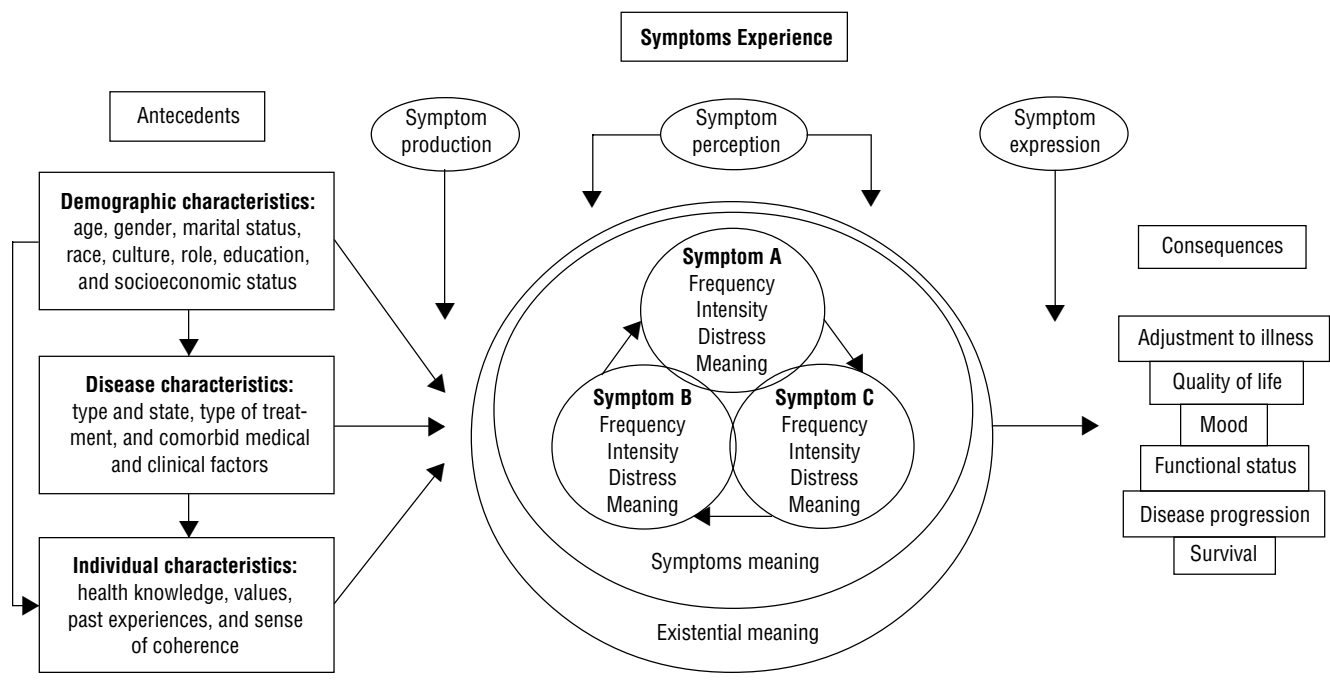 Symptoms Experience
Antecedents
Symptom
production
Symptom
perception
Symptom
expression
Demographic characteristics:
age, gender, marital status,
race, culture, role, education,
and socioeconomic status
Disease characteristics:
type and state, type of treat-
ment, and comorbid medical
and clinical factors
Individual characteristics:
health knowledge, values,
past experiences, and sense
of coherence
Symptom A
Frequency
Intensity
Distress
Meaning
Symptom B
Frequency
Intensity
Distress
Meaning
Symptom C
Frequency
Intensity
Distress
Meaning
Symptoms meaning
Existential meaning
Consequences
Adjustment to illness
Quality of life
Mood
Functional status
Disease progression
Survival